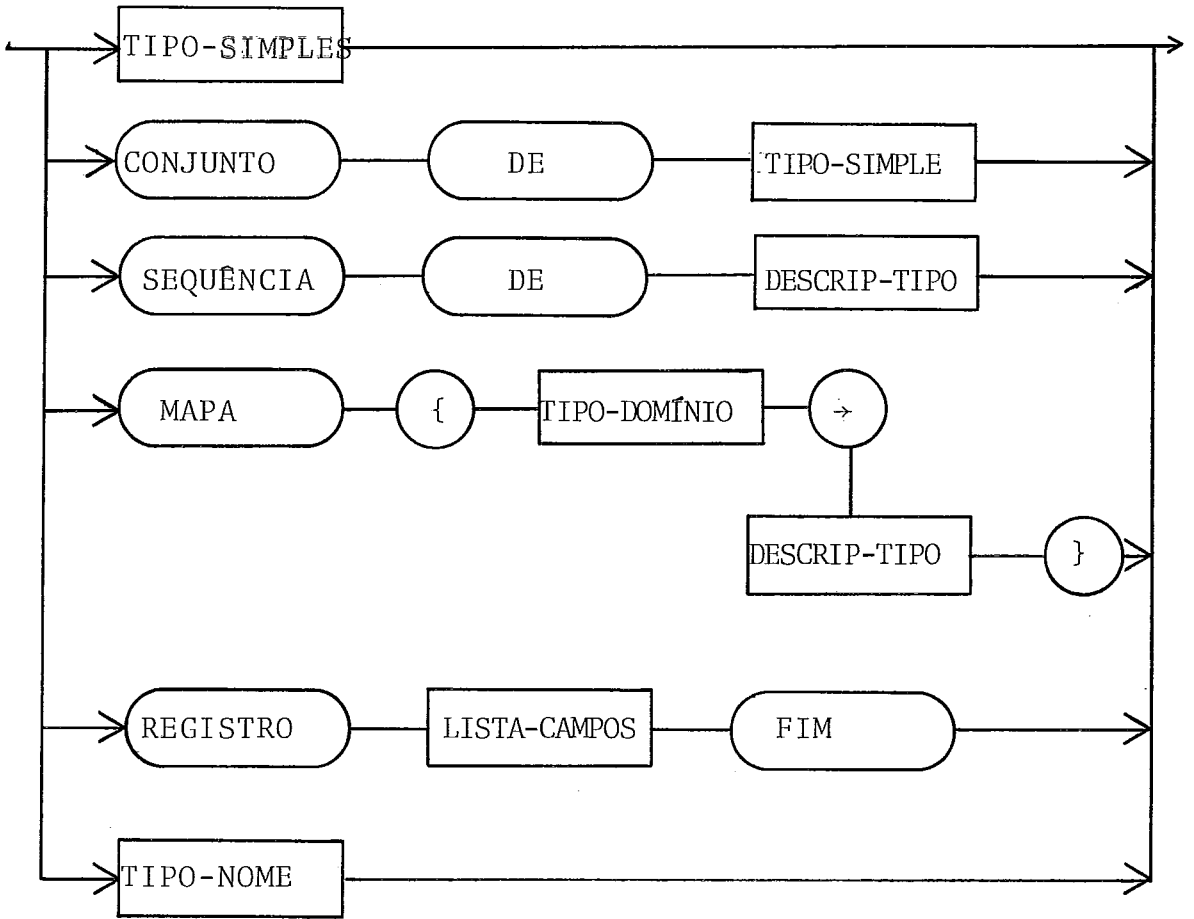 TIPO-SIMPLES
CONJUNTO DE TIPO-SIMPLE
SEQUÊNCIA DE DESCRIP-TIPO
MAPA { TIPO-DOMÍNIO →
DESCRIP-TIPO }
REGISTRO LISTA-CAMPOS FIM
TIPO-NOME